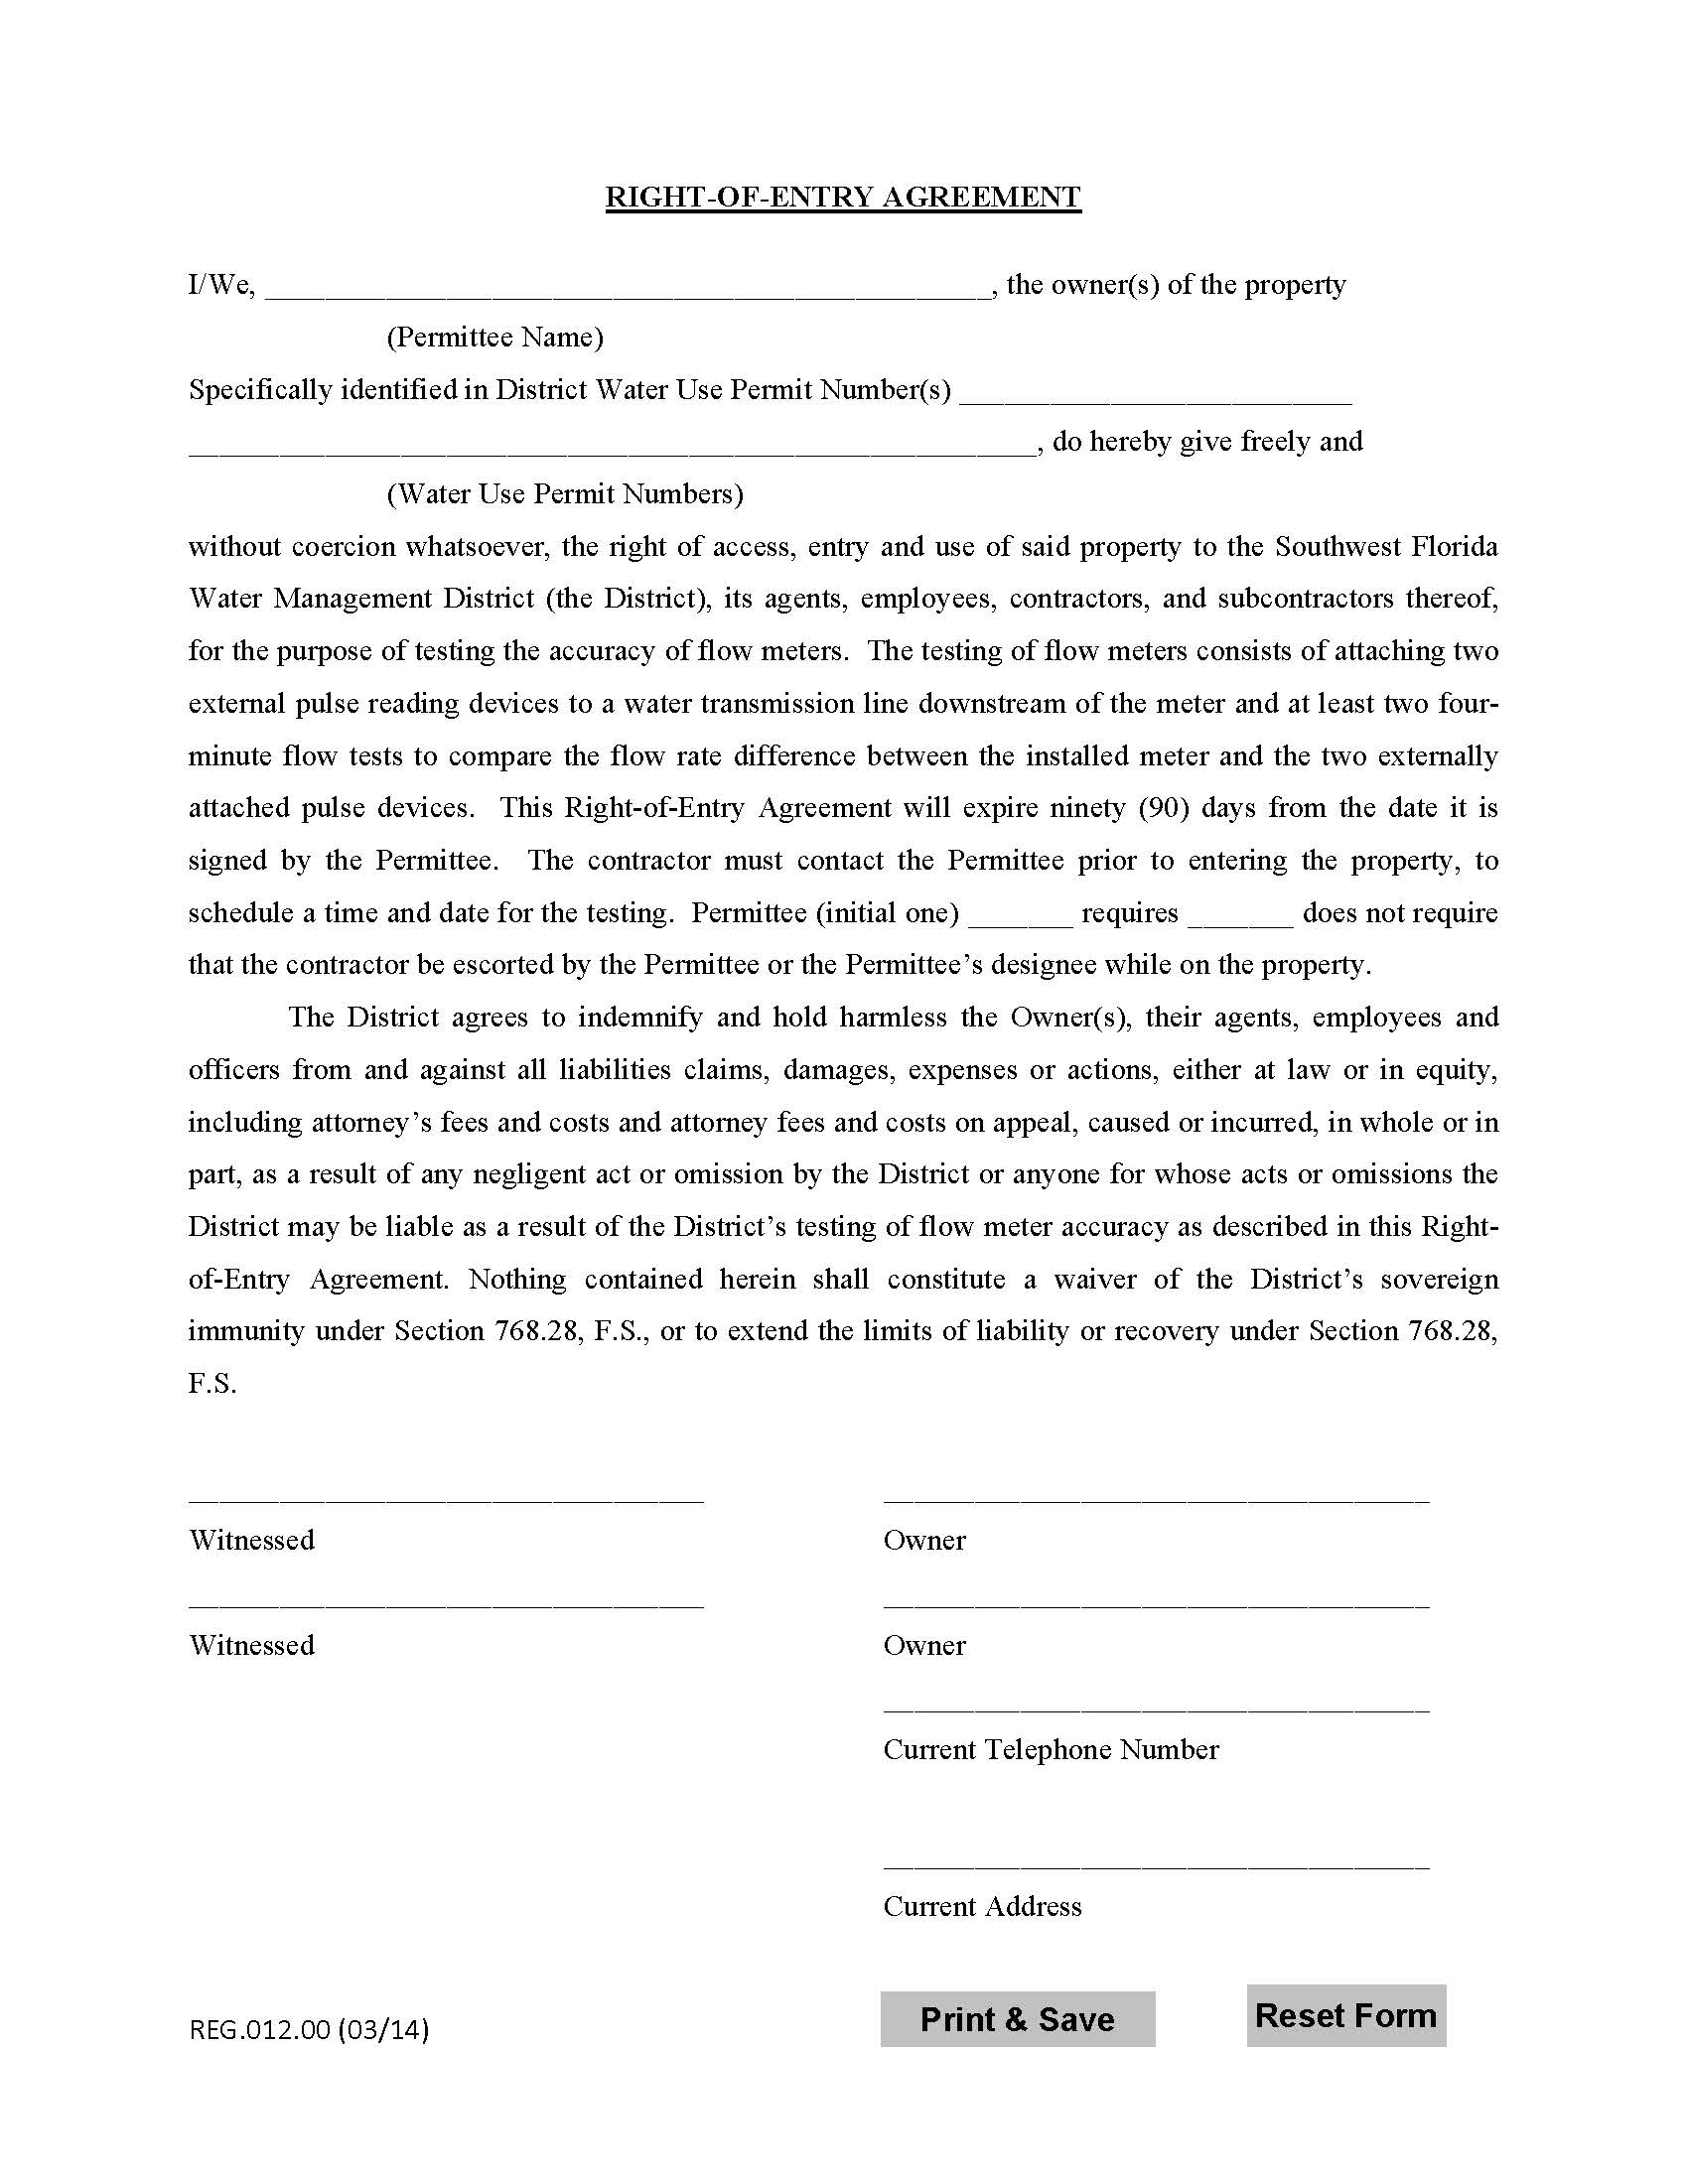 RIGHT-OF-ENTRY AGREEMENT
I/We, ________________________________________________, the owner(s) of the property
(Permittee Name)
Specifically identified in District Water Use Permit Number(s) __________________________
________________________________________________________, do hereby give freely and
(Water Use Permit Numbers)
without coercion whatsoever, the right of access, entry and use of said property to the Southwest Florida
Water Management District (the District), its agents, employees, contractors, and subcontractors thereof,
for the purpose of testing the accuracy of flow meters. The testing of flow meters consists of attaching two
external pulse reading devices to a water transmission line downstream of the meter and at least two four-
minute flow tests to compare the flow rate difference between the installed meter and the two externally
attached pulse devices. This Right-of-Entry Agreement will expire ninety (90) days from the date it is
signed by the Permittee. The contractor must contact the Permittee prior to entering the property, to
schedule a time and date for the testing. Permittee (initial one) _______ requires _______ does not require
that the contractor be escorted by the Permittee or the Permittee’s designee while on the property.
The District agrees to indemnify and hold harmless the Owner(s), their agents, employees and
officers from and against all liabilities claims, damages, expenses or actions, either at law or in equity,
including attorney’s fees and costs and attorney fees and costs on appeal, caused or incurred, in whole or in
part, as a result of any negligent act or omission by the District or anyone for whose acts or omissions the
District may be liable as a result of the District’s testing of flow meter accuracy as described in this Right-
of-Entry Agreement. Nothing contained herein shall constitute a waiver of the District’s sovereign
immunity under Section 768.28, F.S., or to extend the limits of liability or recovery under Section 768.28,
F.S.
__________________________________ ____________________________________
Witnessed Owner
__________________________________ ____________________________________
Witnessed Owner
____________________________________
Current Telephone Number
____________________________________
Current Address
REG.012.00 (03/14) Print & Save Reset Form